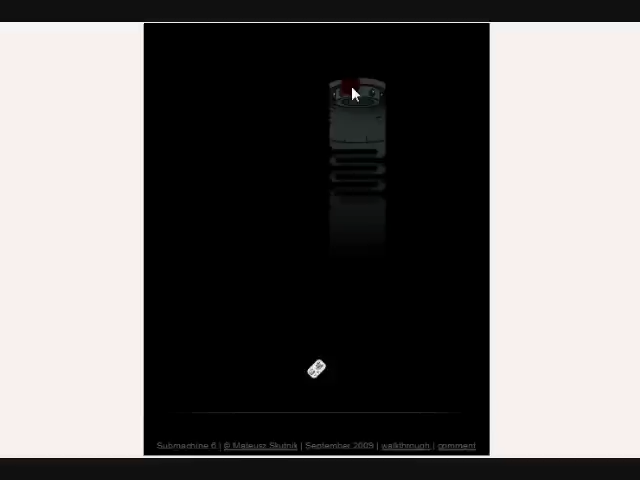 Submachine 6 | © Mateusz Skutnik | September 2009 | walkthrough | comment